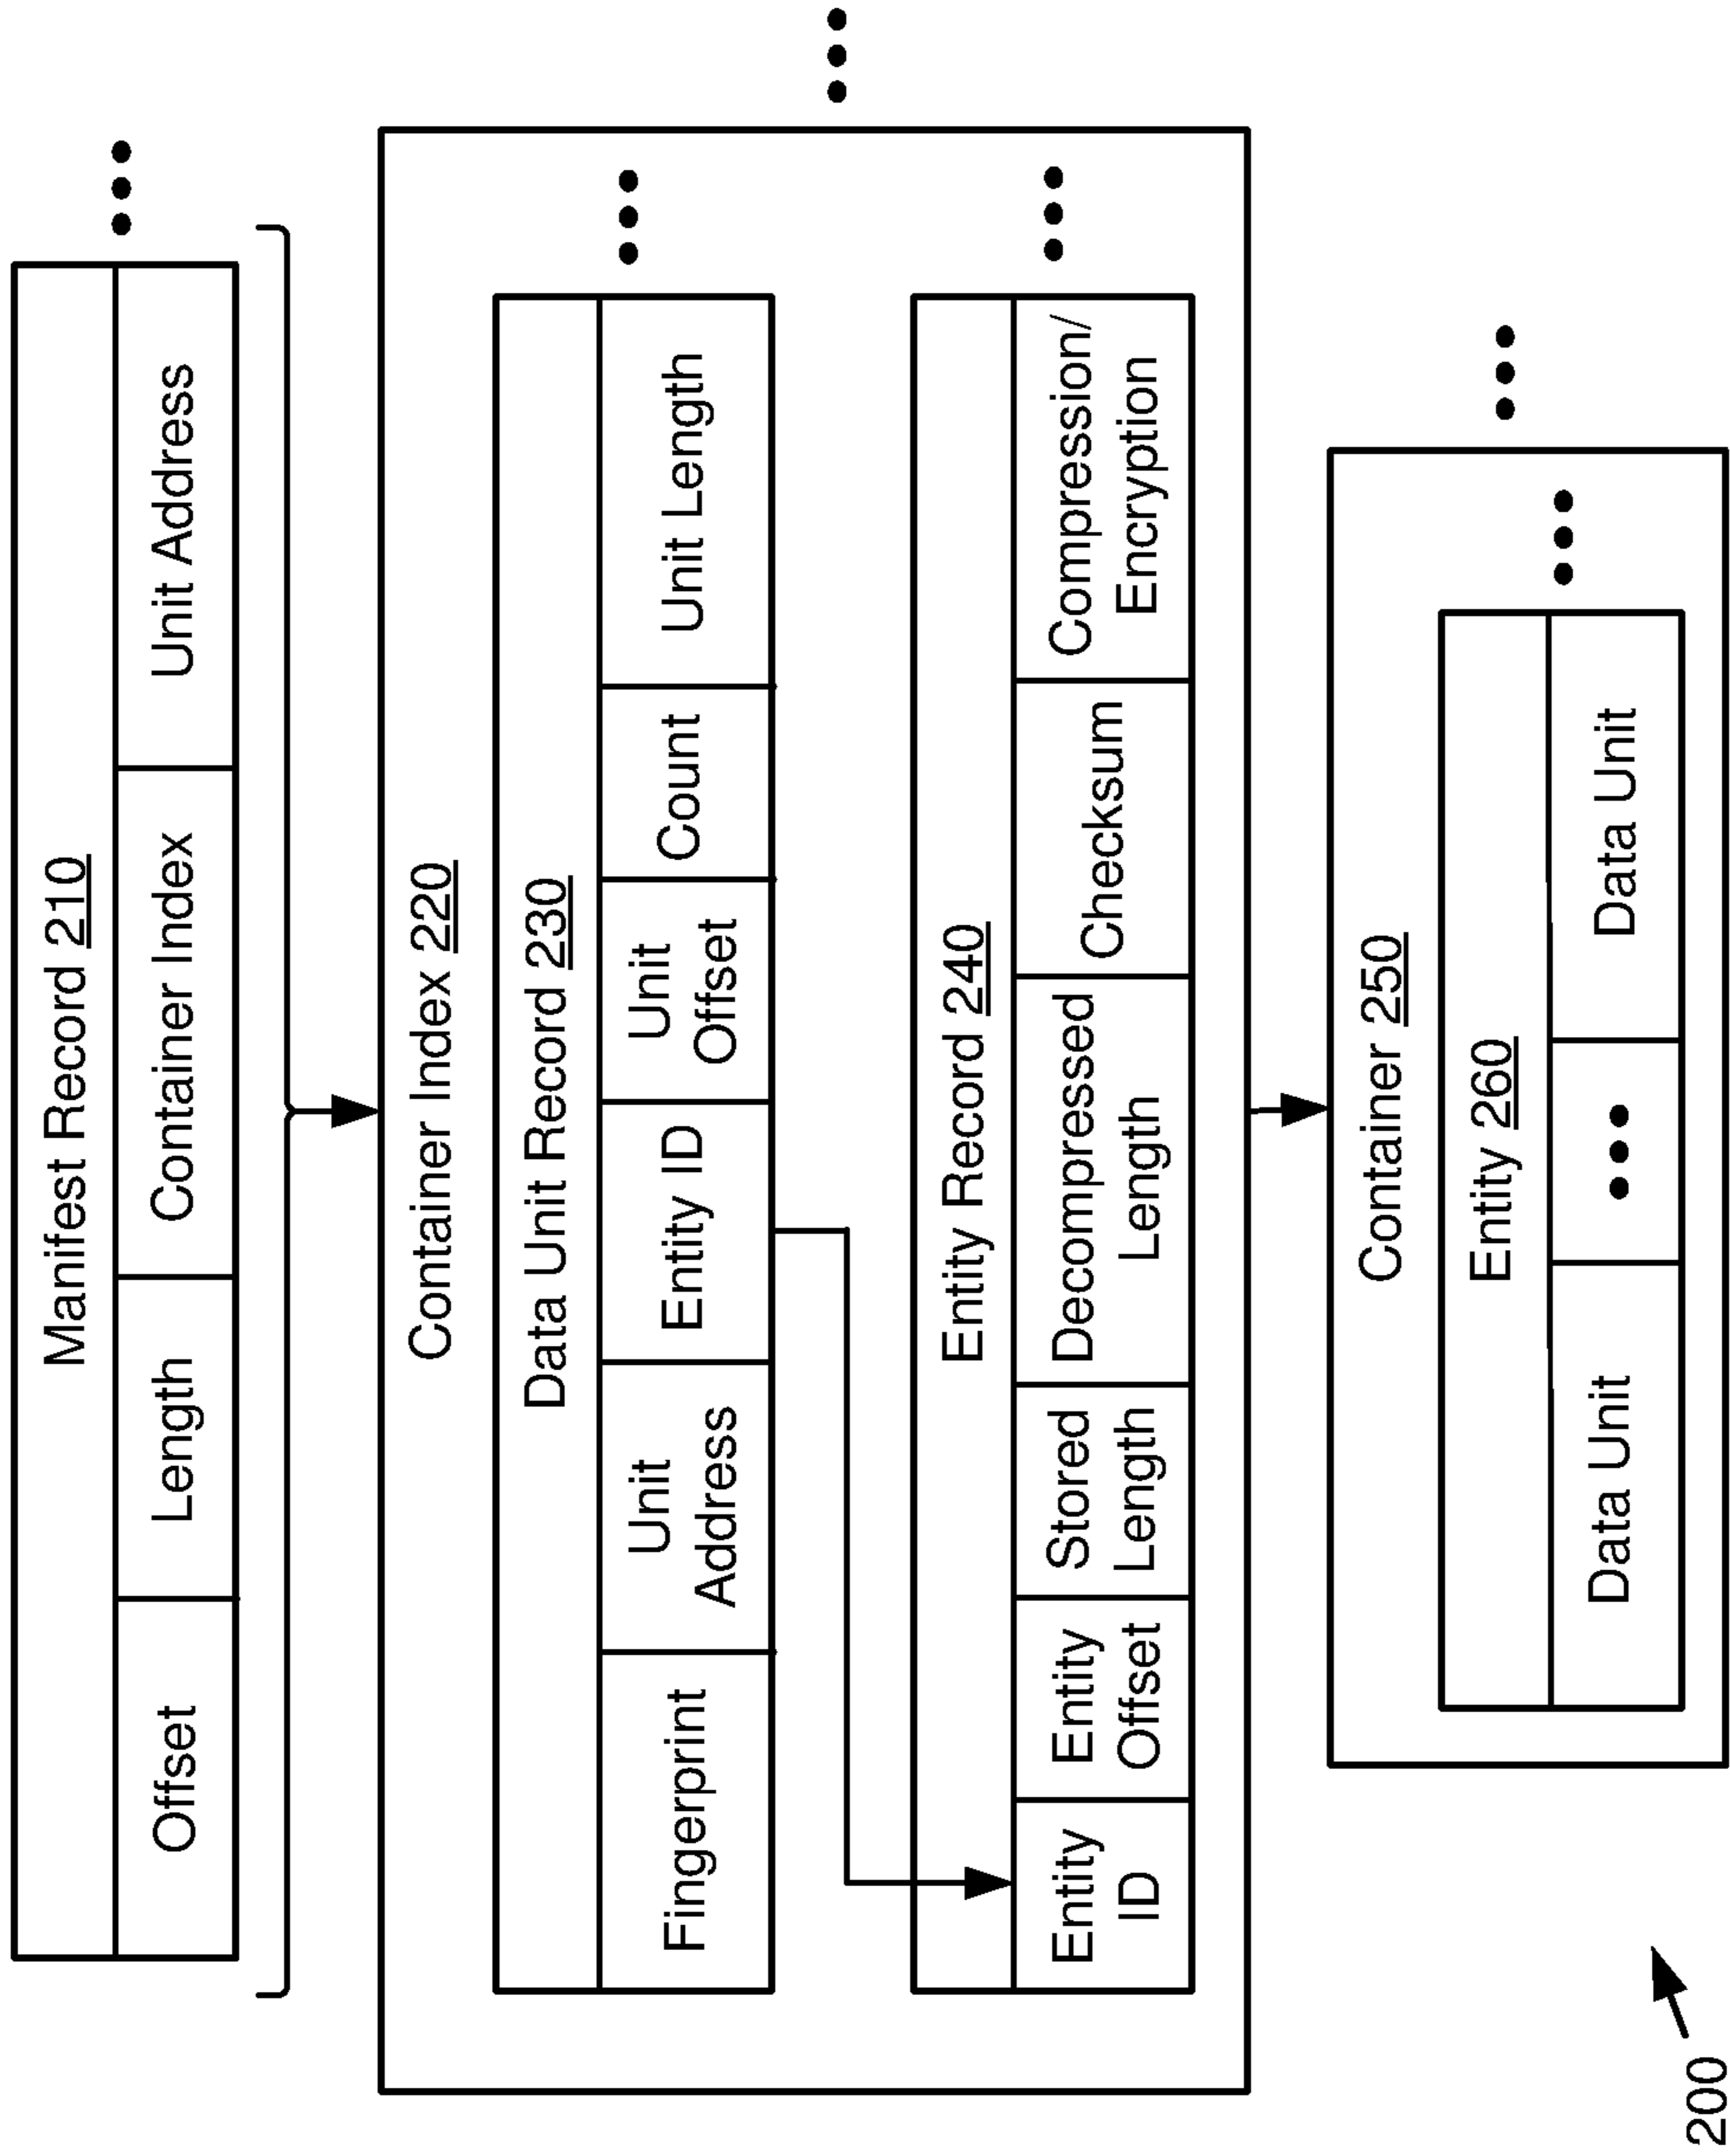 Manifest Record 210
Offset
Length
Container Index
Unit Address
Container Index 220
Data Unit Record 230
Fingerprint
Unit
Address
Entity ID
Unit
Offset
Count
Unit Length
Entity Record 240
Entity
ID
Entity
Offset
Stored
Length
Decompressed
Length
Checksum
Compression/
Encryption
Container 250
Entity 260
Data Unit
Data Unit
200